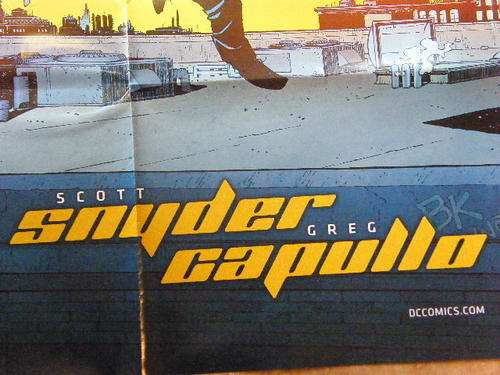 SCOTT
snyder
GREG
capullo
DCCOMICS.COM